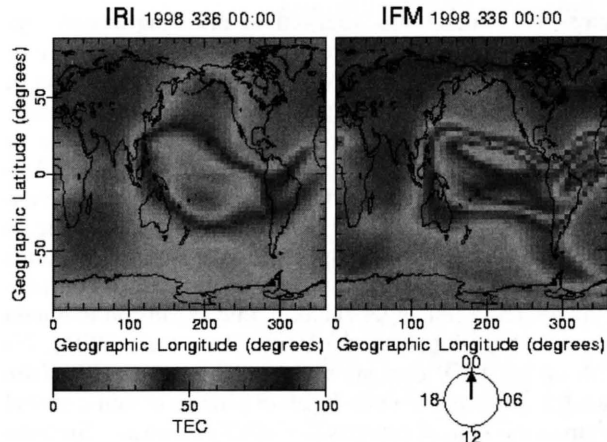 IRI 1998 336 00:00
IFM 1998 336 00:00
Geographic Latitude (degrees)
50
0
-50
0 100 200 300
0 100 200 300
Geographic Longitude (degrees)
Geographic Longitude (degrees)
0 50 100
TEC
00
18 06
12